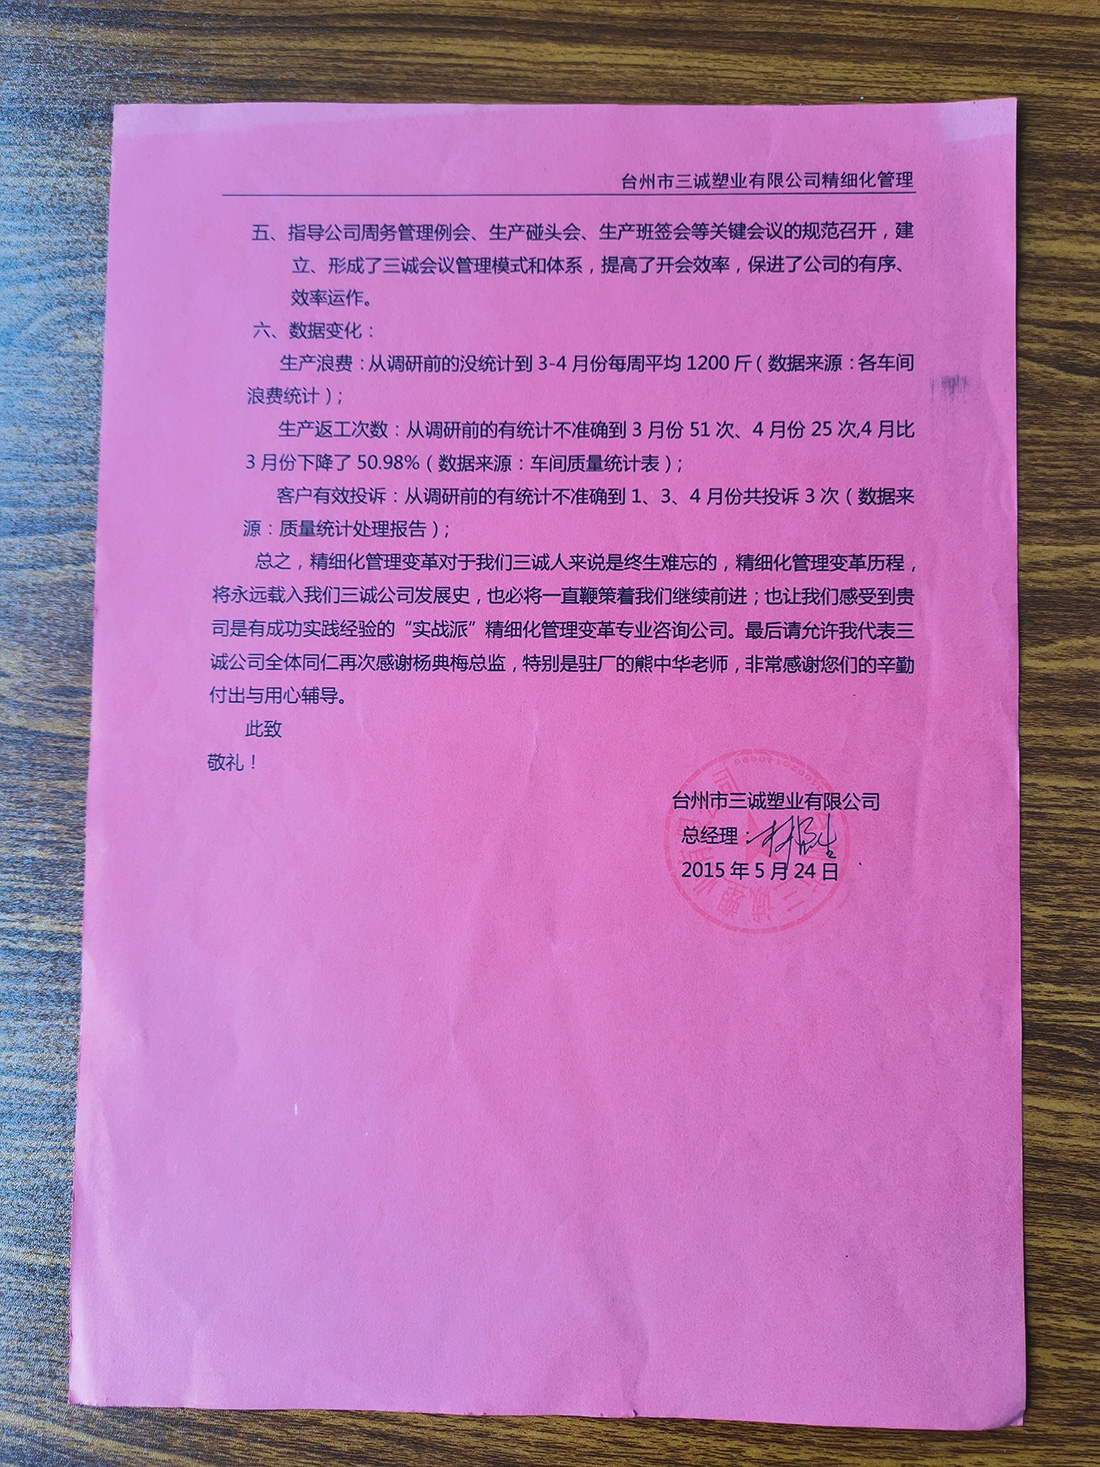 台州市三诚塑业有限公司精细化管理
五、指导公司周务管理例会、生产碰头会、生产班签会等关键会议的规范召开，建
立、形成了三诚会议管理模式和体系，提高了开会效率，保进了公司的有序、
效率运作。
六、数据变化：
生产浪费：从调研前的没统计到 3-4 月份每周平均 1200 斤（数据来源：各车间
浪费统计）；
生产返工次数：从调研前的有统计不准确到 3 月份 51 次、4 月份 25 次,4 月比
3 月份下降了 50.98%（数据来源：车间质量统计表）；
客户有效投诉：从调研前的有统计不准确到 1、3、4 月份共投诉 3 次（数据来
源：质量统计处理报告）；
总之，精细化管理变革对于我们三诚人来说是终生难忘的，精细化管理变革历程，
将永远载入我们三诚公司发展史，也必将一直鞭策着我们继续前进；也让我们感受到贵
司是有成功实践经验的“实战派”精细化管理变革专业咨询公司。最后请允许我代表三
诚公司全体同仁再次感谢杨典梅总监，特别是驻厂的熊中华老师，非常感谢您们的辛勤
付出与用心辅导。
此致
敬礼！
台州市三诚塑业有限公司
总经理：
2015 年 5 月 24 日